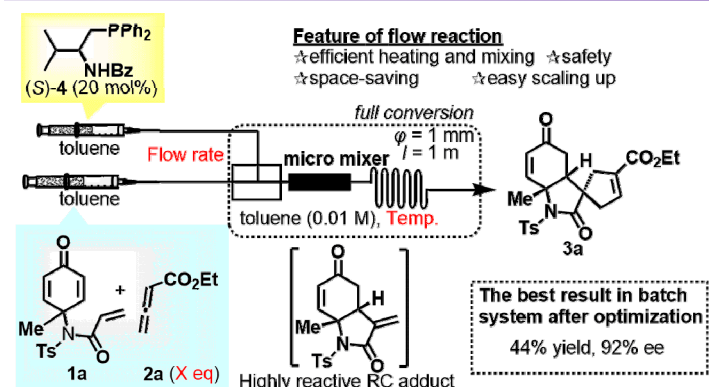 PPh2
NHBz
(S)-4 (20 mol%)
Feature of flow reaction
☆efficient heating and mixing ☆safety
☆space-saving ☆easy scaling up
toluene
Flow rate
toluene
full conversion
φ = 1 mm
l = 1 m
micro mixer
toluene (0.01 M), Temp.
O
H
CO2Et
Me
N
Ts
O
3a
O
Me
N
Ts
O
1a
+
CO2Et
2a (X eq)
O
H
Me
N
Ts
O
Highly reactive RC adduct
The best result in batch
system after optimization
44% yield, 92% ee